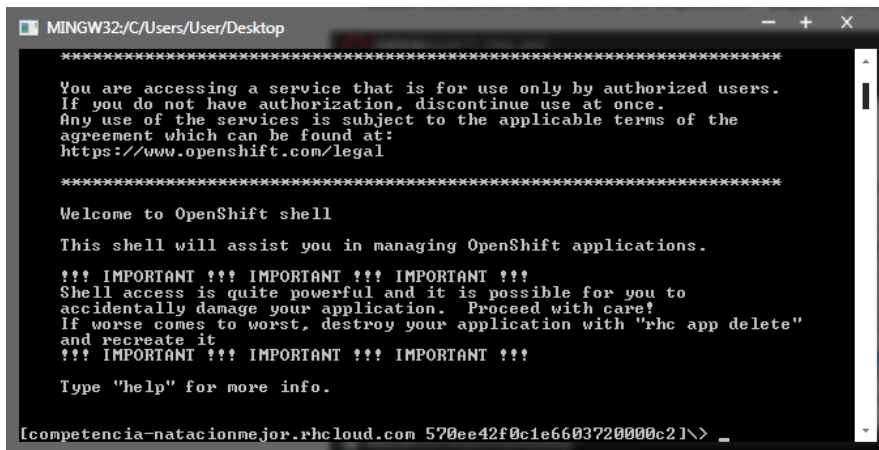 MINGW32:/C/Users/User/Desktop
*********************************************************************
You are accessing a service that is for use only by authorized users.
If you do not have authorization, discontinue use at once.
Any use of the services is subject to the applicable terms of the
agreement which can be found at:
https://www.openshift.com/legal
*********************************************************************
Welcome to OpenShift shell
This shell will assist you in managing OpenShift applications.
!!! IMPORTANT !!! IMPORTANT !!! IMPORTANT !!!
Shell access is quite powerful and it is possible for you to
accidentally damage your application.  Proceed with care!
If worse comes to worst, destroy your application with "rhc app delete"
and recreate it
!!! IMPORTANT !!! IMPORTANT !!! IMPORTANT !!!
Type "help" for more info.
[competencia-natacionmejor.rhcloud.com 570ee42f0c1e6603720000c2]\> _